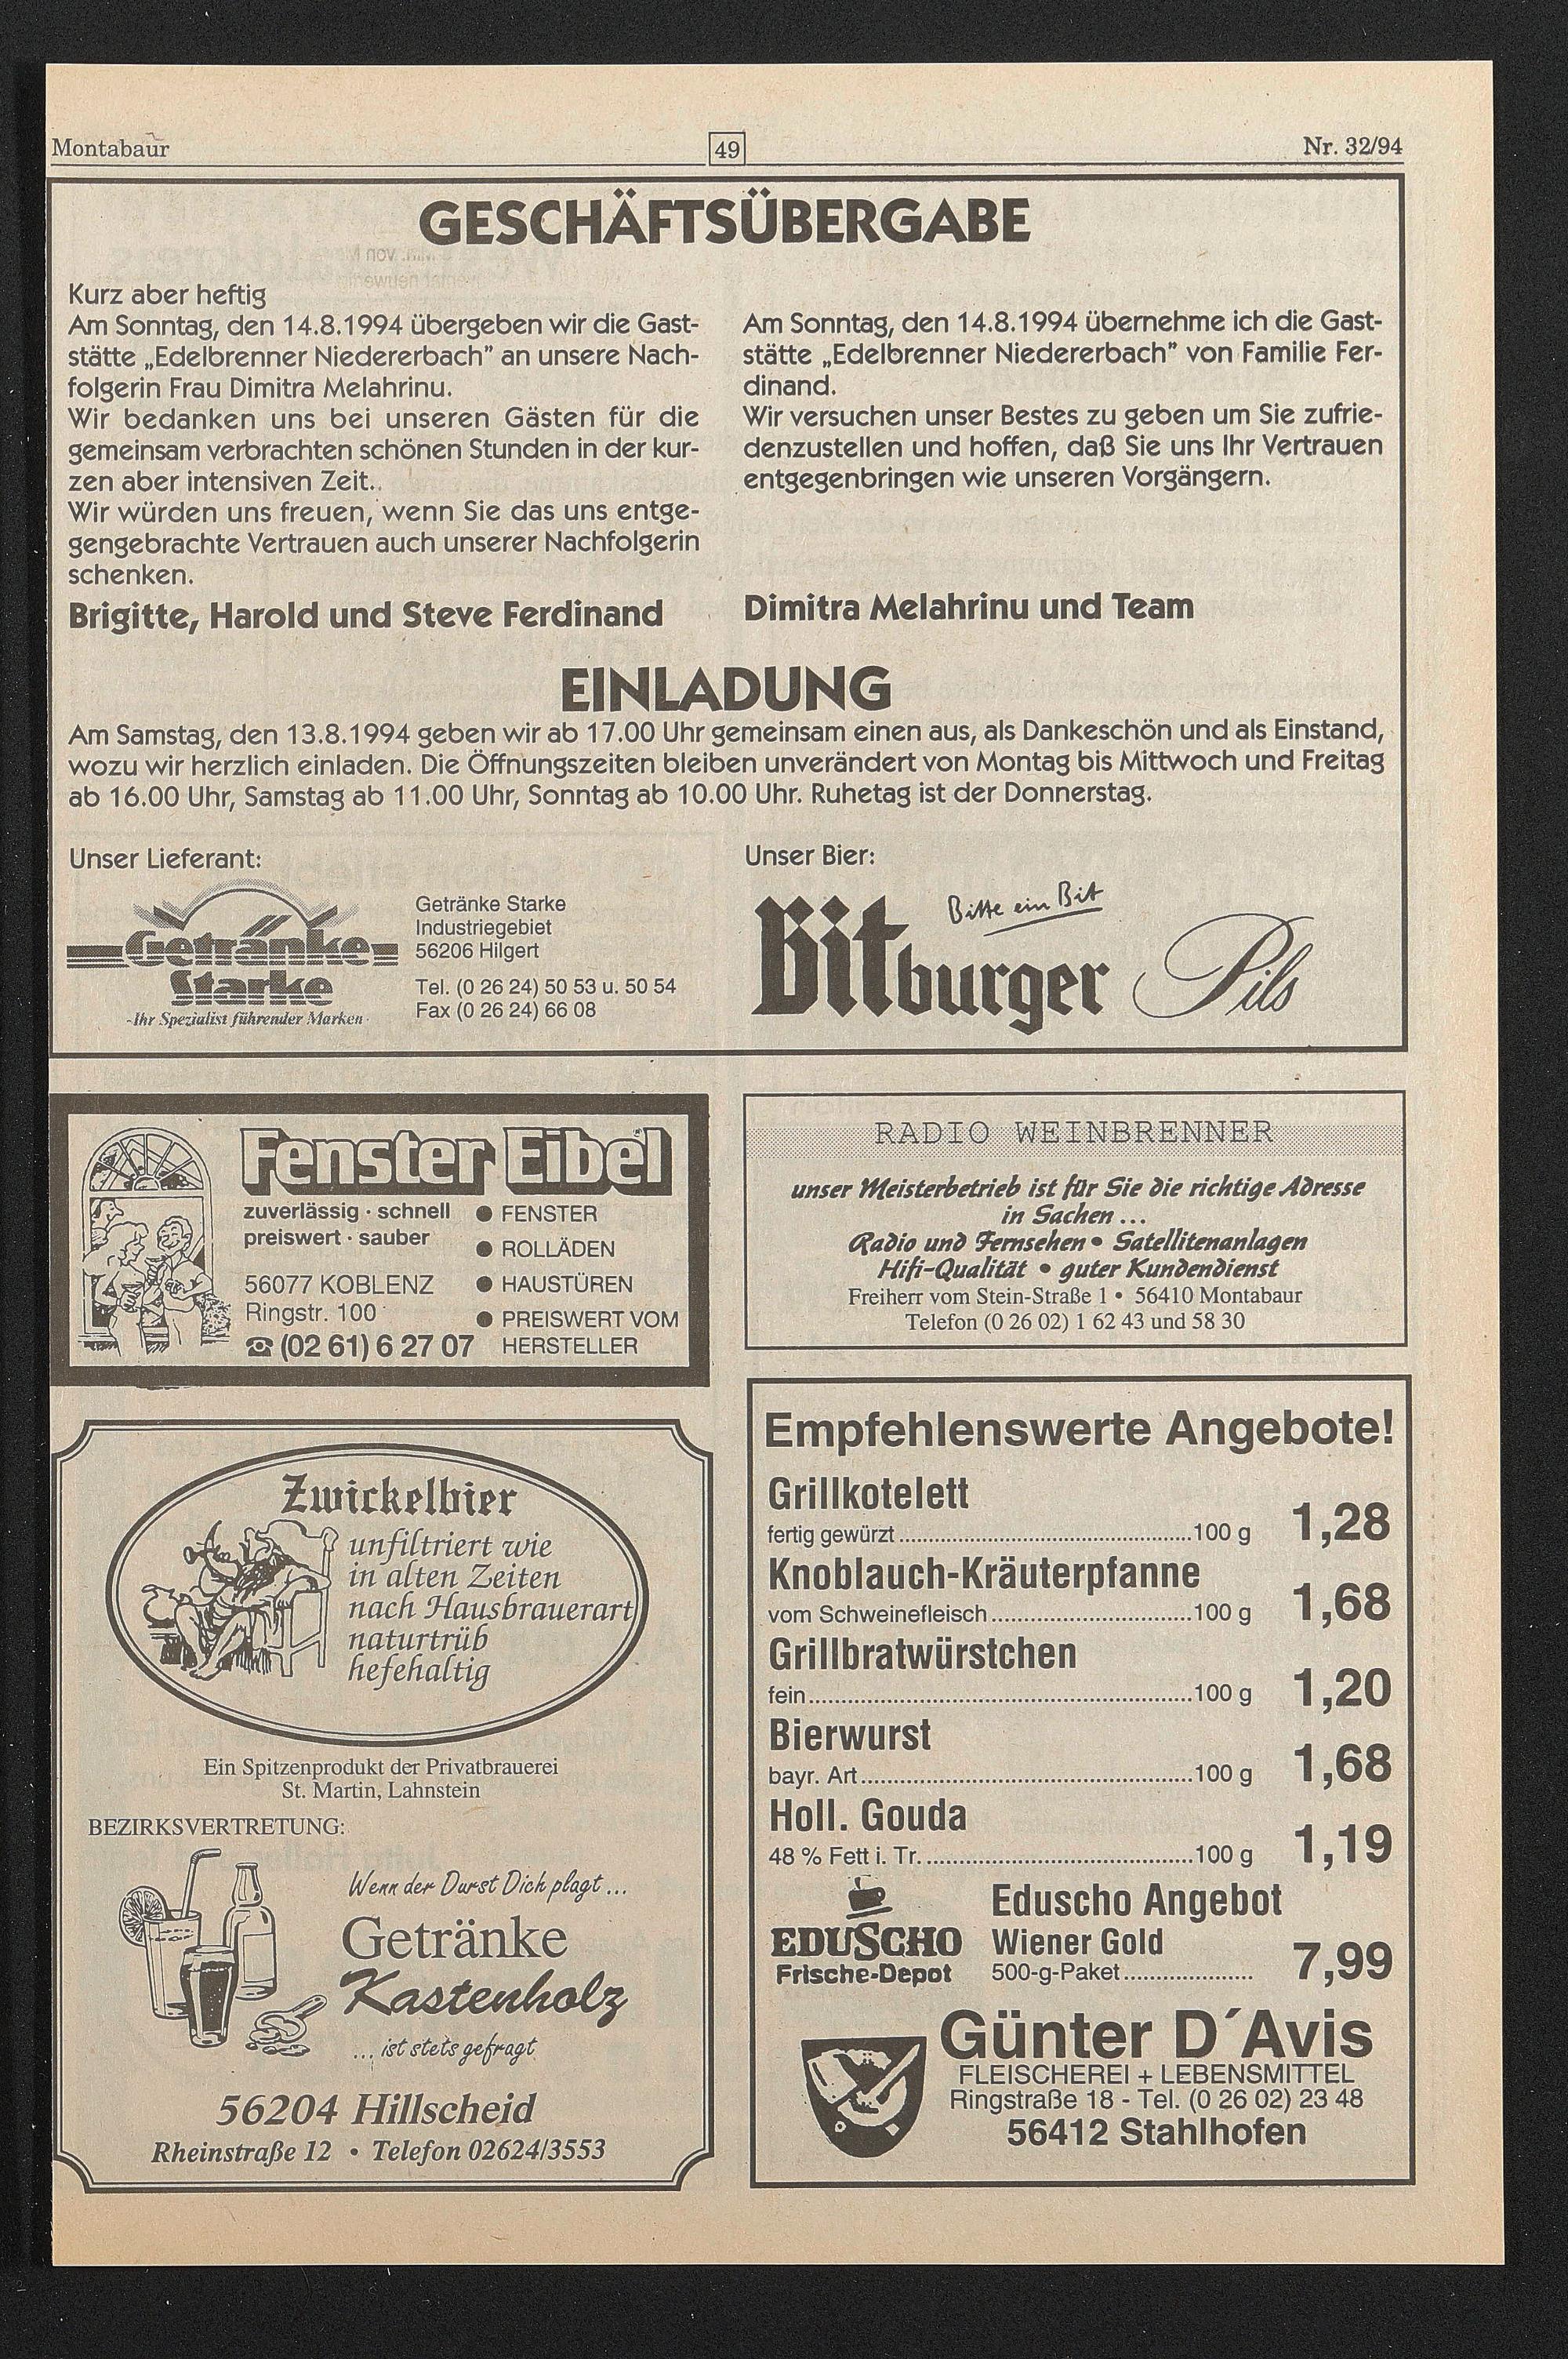 Montabaur
49
Nr. 32/94
GESCHÄFTSÜBERGABE
Kurz aber heftig
Am Sonntag, den 14.8.1994 übergeben wir die Gast-
stätte „Edelbrenner Niedererbach" an unsere Nach-
folgerin Frau Dimitra Melahrinu.
Wir bedanken uns bei unseren Gästen für die
gemeinsam verbrachten schönen Stunden in der kur-
zen aber intensiven Zeit..
Wir würden uns freuen, wenn Sie das uns entge-
gengebrachte Vertrauen auch unserer Nachfolgerin
schenken.
Brigitte, Harold und Steve Ferdinand
Am Sonntag, den 14.8.1994 übernehme ich die Gast-
stätte „Edelbrenner Niedererbach" von Familie Fer-
dinand.
Wir versuchen unser Bestes zu geben um Sie zufrie-
denzustellen und hoffen, daß Sie uns Ihr Vertrauen
entgegenbringen wie unseren Vorgängern.
Dimitra Melahrinu und Team
EINLADUNG
Am Samstag, den 13.8.1994 geben wir ab 17.00 Uhr gemeinsam einen aus, als Dankeschön und als Einstand,
wozu wir herzlich einladen. Die Öffnungszeiten bleiben unverändert von Montag bis Mittwoch und Freitag
ab 16.00 Uhr, Samstag ab 11.00 Uhr, Sonntag ab 10.00 Uhr. Ruhetag ist der Donnerstag.
Unser Lieferant:
Getränke
Starke
-Ihr Spezialist führender Marken-
Getränke Starke
Industriegebiet
56206 Hilgert
Tel. (0 26 24) 50 53 u. 50 54
Fax (0 26 24) 66 08
Unser Bier:
Bitte ein Bit
Bitburger Pils
Fenster Eibel
zuverlässig · schnell
preiswert · sauber
56077 KOBLENZ
Ringstr. 100
☎ (02 61) 6 27 07
● FENSTER
● ROLLÄDEN
● HAUSTÜREN
● PREISWERT VOM
HERSTELLER
RADIO WEINBRENNER
unser Meisterbetrieb ist für Sie die richtige Adresse
in Sachen ...
Radio und Fernsehen • Satellitenanlagen
Hifi-Qualität • guter Kundendienst
Freiherr vom Stein-Straße 1 • 56410 Montabaur
Telefon (0 26 02) 1 62 43 und 58 30
Zwickelbier
unfiltriert wie
in alten Zeiten
nach Hausbrauerart
naturtrüb
hefehaltig
Ein Spitzenprodukt der Privatbrauerei
St. Martin, Lahnstein
BEZIRKSVERTRETUNG:
Wenn der Durst Dich plagt ...
Getränke
Kastenholz
... ist stets gefragt
56204 Hillscheid
Rheinstraße 12 • Telefon 02624/3553
Empfehlenswerte Angebote!
Grillkotelett
fertig gewürzt ........ 100 g 1,28
Knoblauch-Kräuterpfanne
vom Schweinefleisch ........ 100 g 1,68
Grillbratwürstchen
fein ........ 100 g 1,20
Bierwurst
bayr. Art ........ 100 g 1,68
Holl. Gouda
48 % Fett i. Tr. ........ 100 g 1,19
EDUSCHO
Frische-Depot
Eduscho Angebot
Wiener Gold
500-g-Paket ........ 7,99
Günter D´Avis
FLEISCHEREI + LEBENSMITTEL
Ringstraße 18 - Tel. (0 26 02) 23 48
56412 Stahlhofen